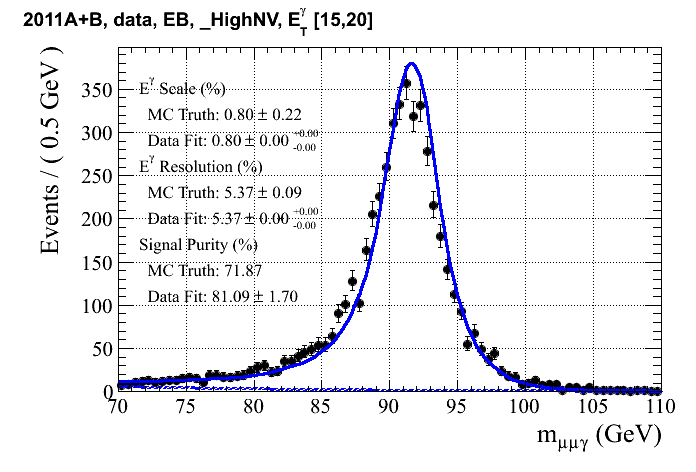 2011A+B, data, EB, _HighNV, E_T^γ [15,20]
Events / ( 0.5 GeV )
350
300
250
200
150
100
50
0
E^γ Scale (%)
MC Truth: 0.80 ± 0.22
Data Fit: 0.80 ± 0.00 +0.00 -0.00
E^γ Resolution (%)
MC Truth: 5.37 ± 0.09
Data Fit: 5.37 ± 0.00 +0.00 -0.00
Signal Purity (%)
MC Truth: 71.87
Data Fit: 81.09 ± 1.70
70 75 80 85 90 95 100 105 110
m_μμγ (GeV)